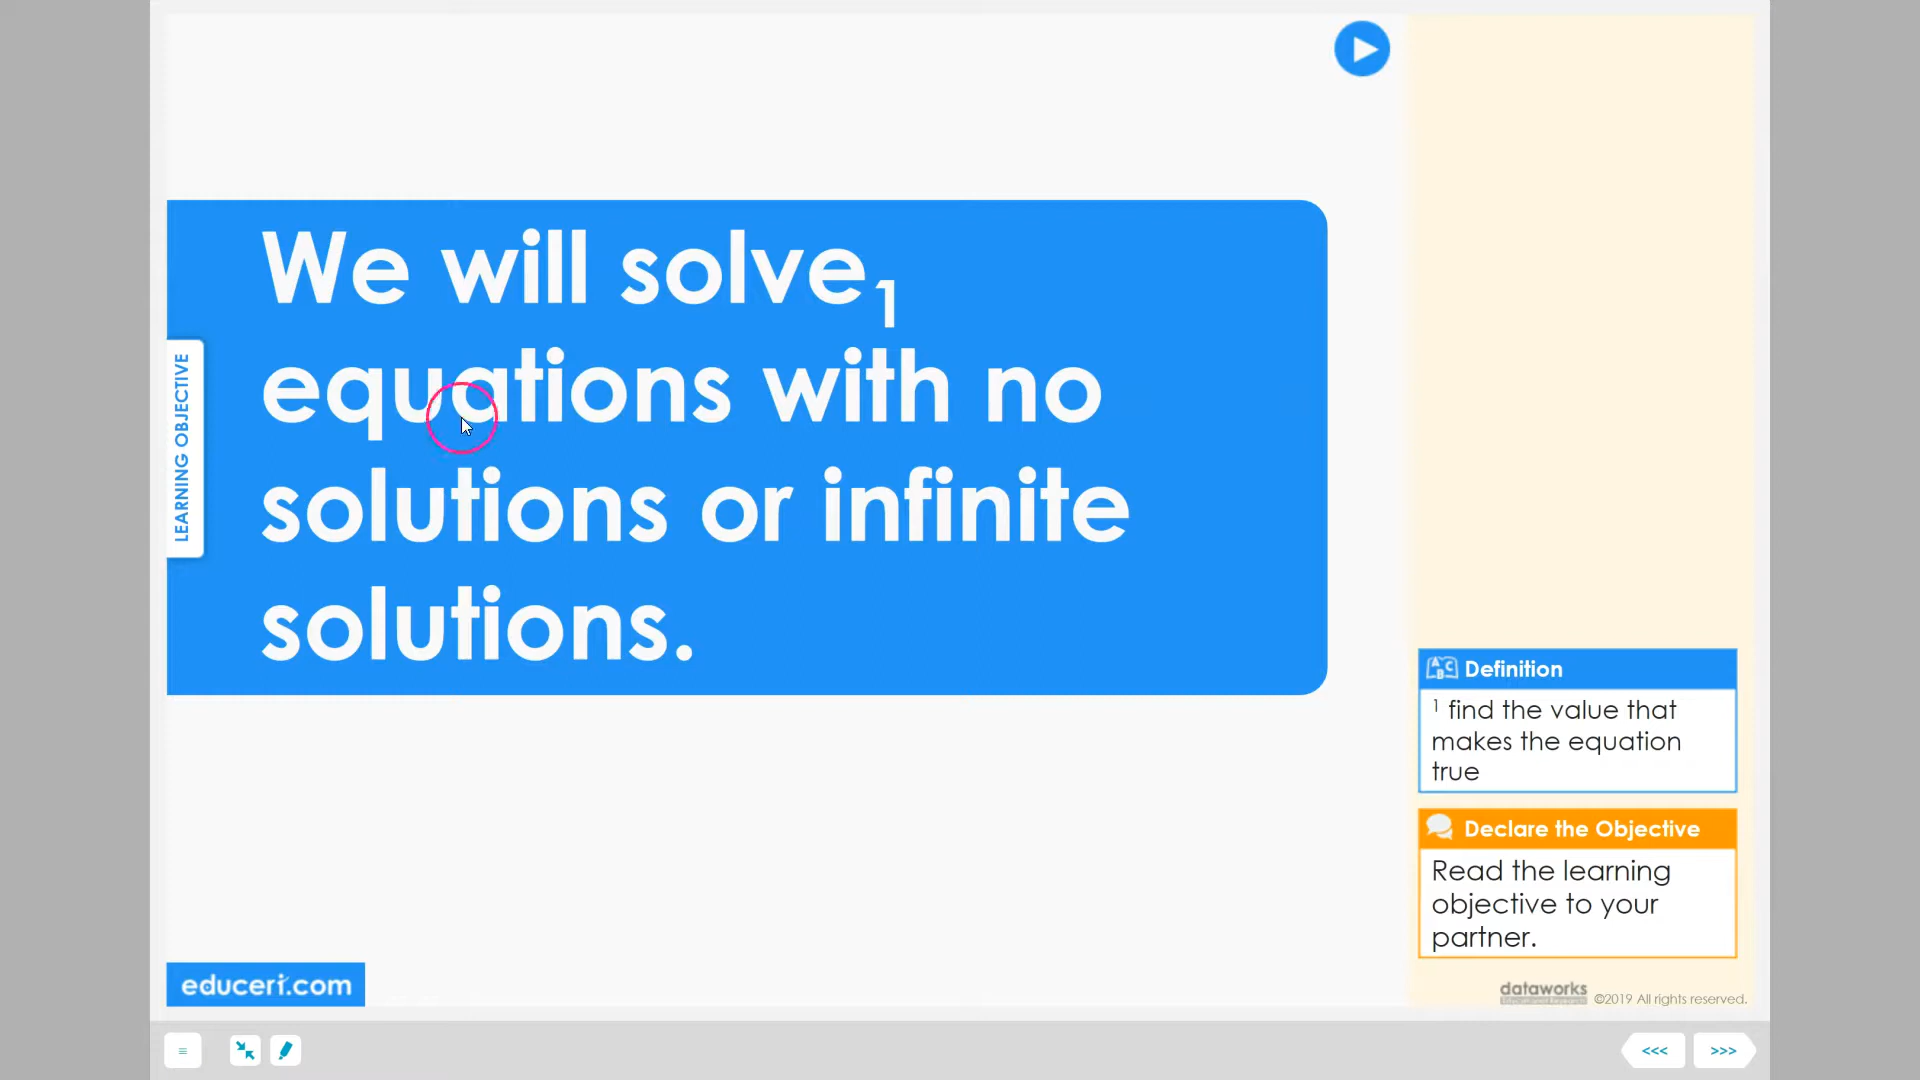 We will solve1
equations with no
solutions or infinite
solutions.
LEARNING OBJECTIVE
Definition
1 find the value that
makes the equation
true
Declare the Objective
Read the learning
objective to your
partner.
educeri.com
dataworks
©2019 All rights reserved.
<<<
>>>